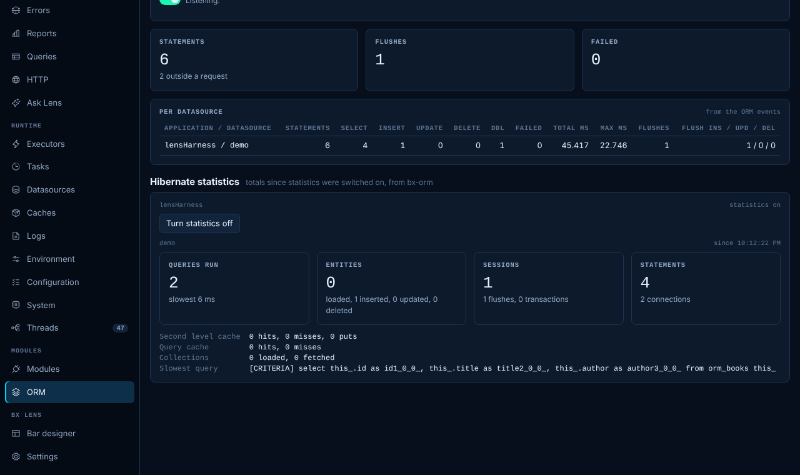 Errors
Reports
Queries
HTTP
Ask Lens
RUNTIME
Executors
Tasks
Datasources
Caches
Logs
Environment
Configuration
System
Threads 47
MODULES
Modules
ORM
BX LENS
Bar designer
Settings
Listening.
STATEMENTS
6
2 outside a request
FLUSHES
1
FAILED
0
PER DATASOURCE from the ORM events
APPLICATION / DATASOURCE STATEMENTS SELECT INSERT UPDATE DELETE DDL FAILED TOTAL MS MAX MS FLUSHES FLUSH INS / UPD / DEL
lensHarness / demo 6 4 1 0 0 1 0 45.417 22.746 1 1 / 0 / 0
Hibernate statistics totals since statistics were switched on, from bx-orm
lensHarness statistics on
Turn statistics off
demo since 10:12:22 PM
QUERIES RUN
2
slowest 6 ms
ENTITIES
0
loaded, 1 inserted, 0 updated, 0
deleted
SESSIONS
1
1 flushes, 0 transactions
STATEMENTS
4
2 connections
Second level cache 0 hits, 0 misses, 0 puts
Query cache 0 hits, 0 misses
Collections 0 loaded, 0 fetched
Slowest query [CRITERIA] select this_.id as id1_0_0_, this_.title as title2_0_0_, this_.author as author3_0_0_ from orm_books this_